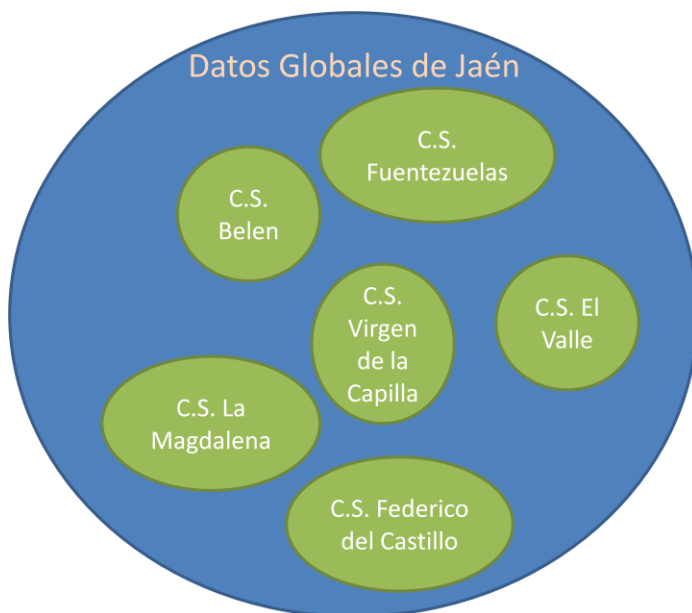 Datos Globales de Jaén
C.S.
Fuentezuelas
C.S.
Belen
C.S.
Virgen
de la
Capilla
C.S. El
Valle
C.S. La
Magdalena
C.S. Federico
del Castillo